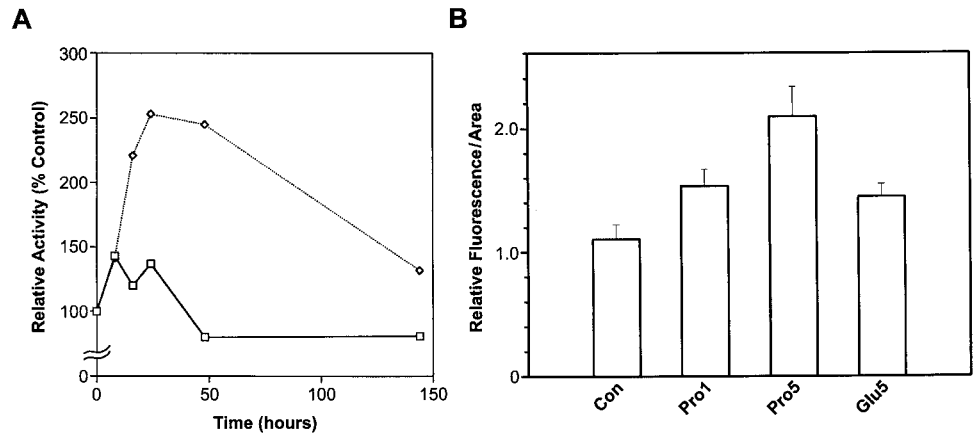 A
Relative Activity (% Control)
300
250
200
150
100
0
0
50
100
150
Time (hours)
B
Relative Fluorescence/Area
2.0
1.0
0
Con
Pro1
Pro5
Glu5